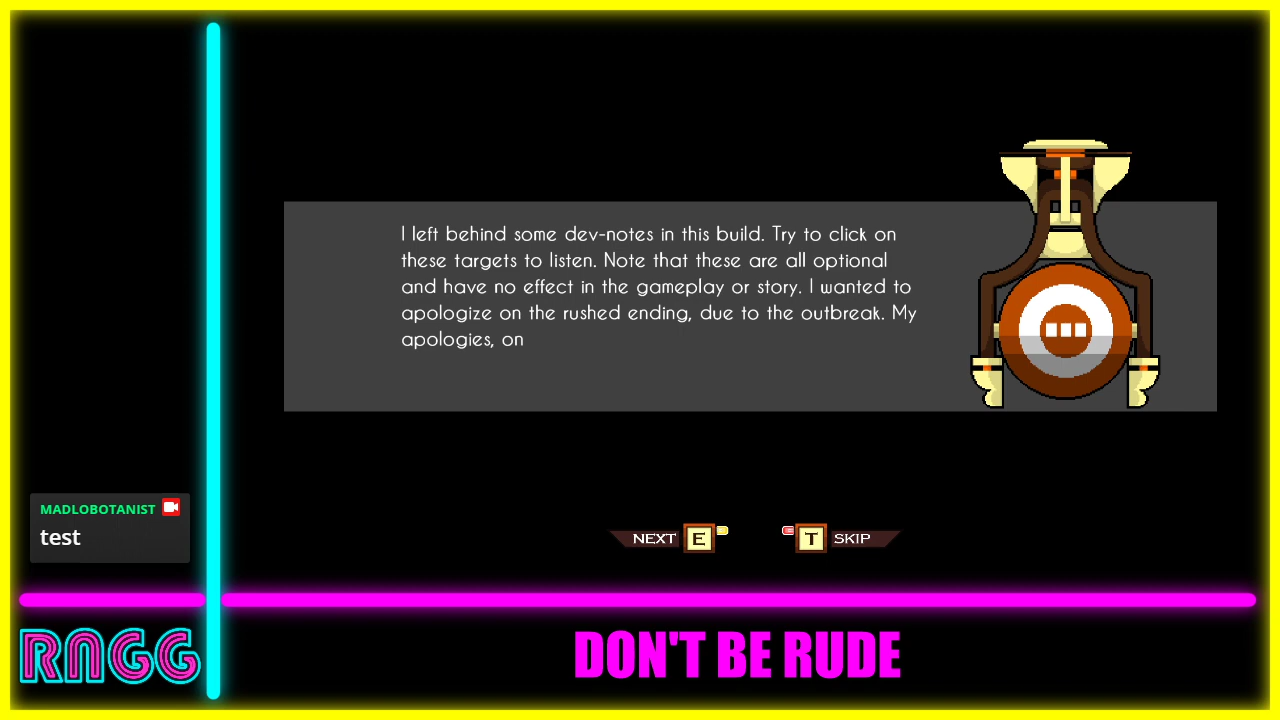 I left behind some dev-notes in this build. Try to click on
these targets to listen. Note that these are all optional
and have no effect in the gameplay or story. I wanted to
apologize on the rushed ending, due to the outbreak. My
apologies, on
MADLOBOTANIST
test
NEXT E T SKIP
RNGG
DON'T BE RUDE